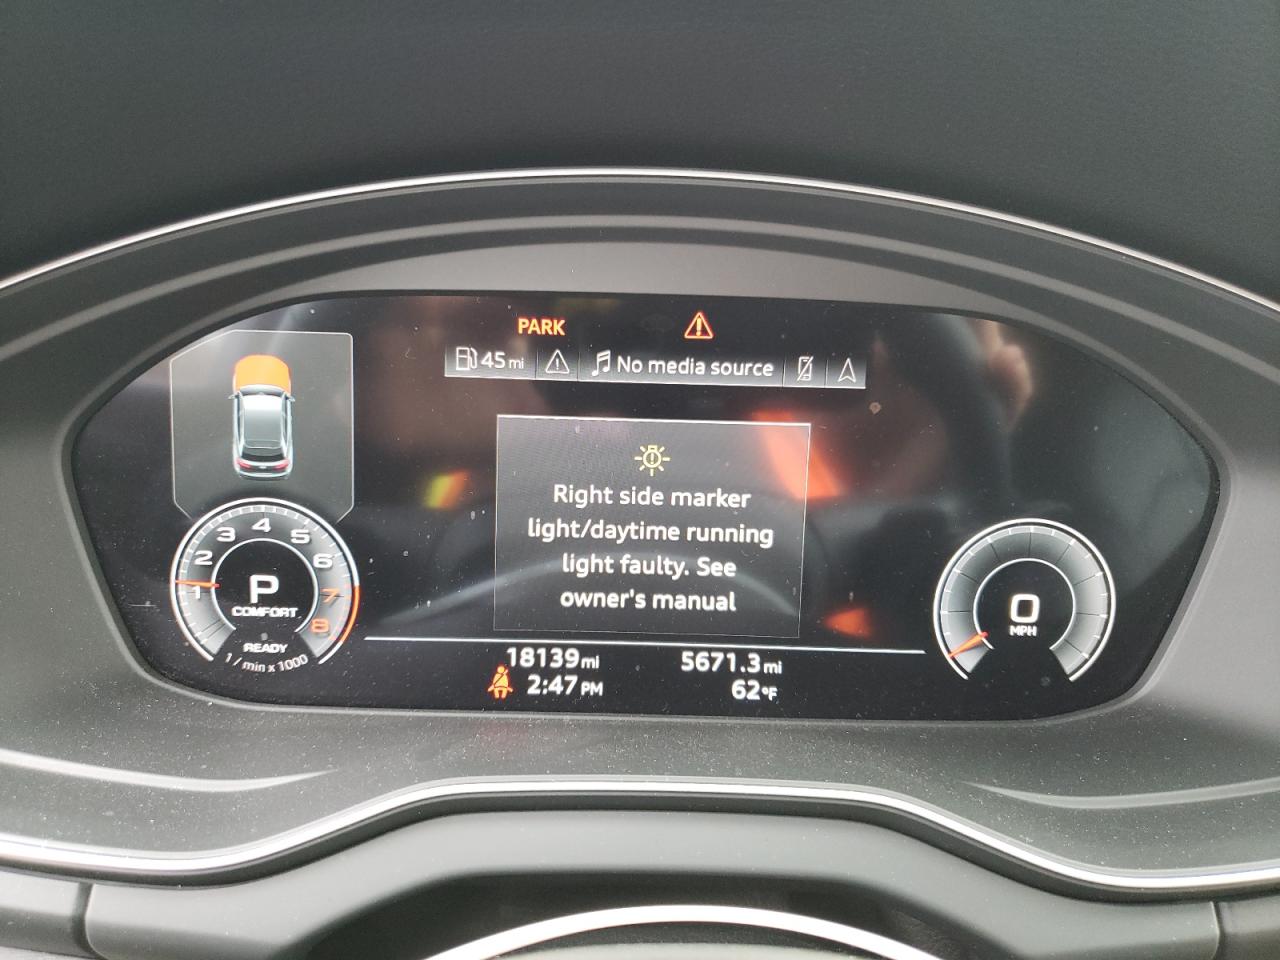 PARK
45 mi
No media source
Right side marker
light/daytime running
light faulty. See
owner's manual
1 2 3 4 5 6 7 8
P
COMFORT
READY
1 / min x 1000
0
MPH
18139 mi
5671.3 mi
2:47 PM
62°F